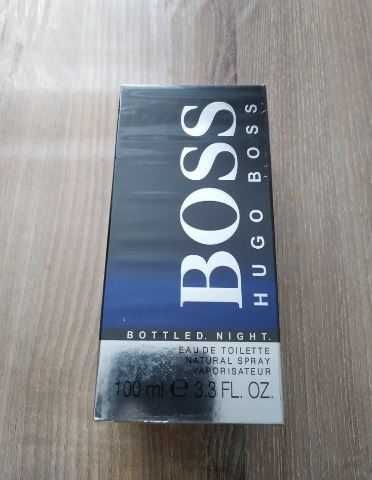 BOSS
HUGO BOSS
BOTTLED. NIGHT.
EAU DE TOILETTE
NATURAL SPRAY
VAPORISATEUR
100 ml ℮ 3.3 FL. OZ.